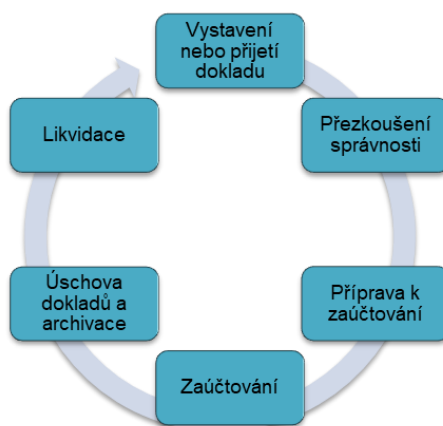 Vystavení
nebo přijetí
dokladu
Přezkoušení
správnosti
Příprava k
zaúčtování
Zaúčtování
Úschova
dokladů a
archivace
Likvidace